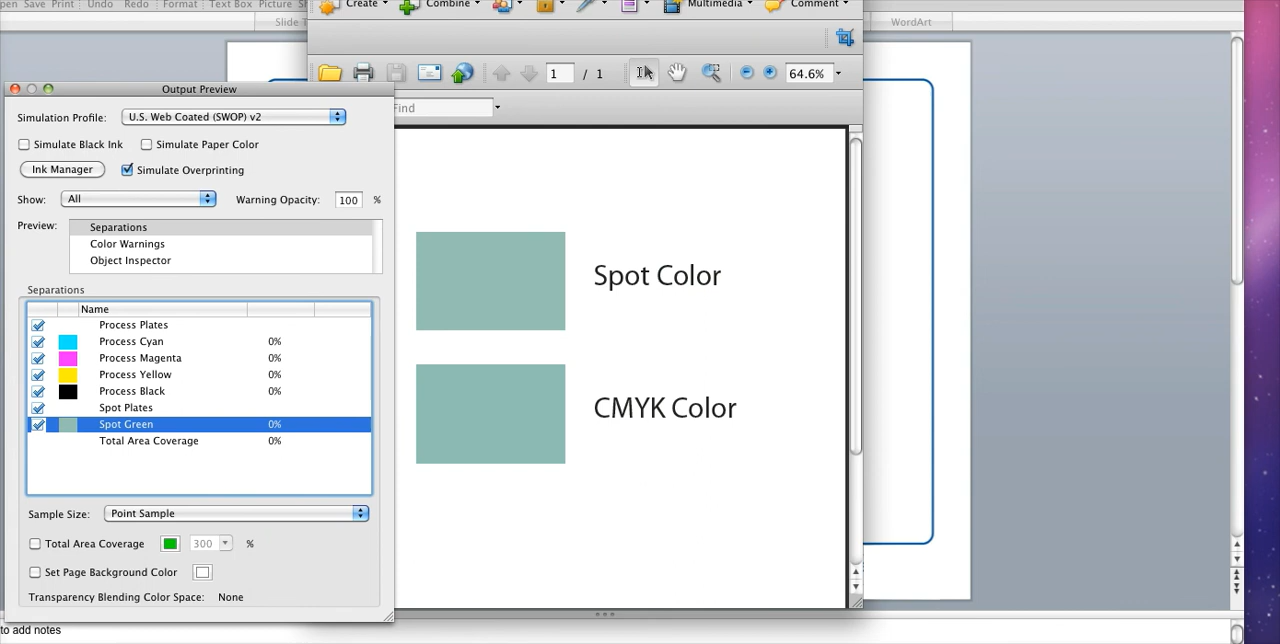 pen Save Print Undo Redo Format Text Box Picture Sh
Create Combine Multimedia Comment
Slide T WordArt
1 / 1 64.6%
Find
Output Preview
Simulation Profile: U.S. Web Coated (SWOP) v2
Simulate Black Ink Simulate Paper Color
Ink Manager Simulate Overprinting
Show: All Warning Opacity: 100 %
Preview: Separations
Color Warnings
Object Inspector
Separations
Name
Process Plates
Process Cyan 0%
Process Magenta 0%
Process Yellow 0%
Process Black 0%
Spot Plates
Spot Green 0%
Total Area Coverage 0%
Sample Size: Point Sample
Total Area Coverage 300 %
Set Page Background Color
Transparency Blending Color Space: None
Spot Color
CMYK Color
to add notes